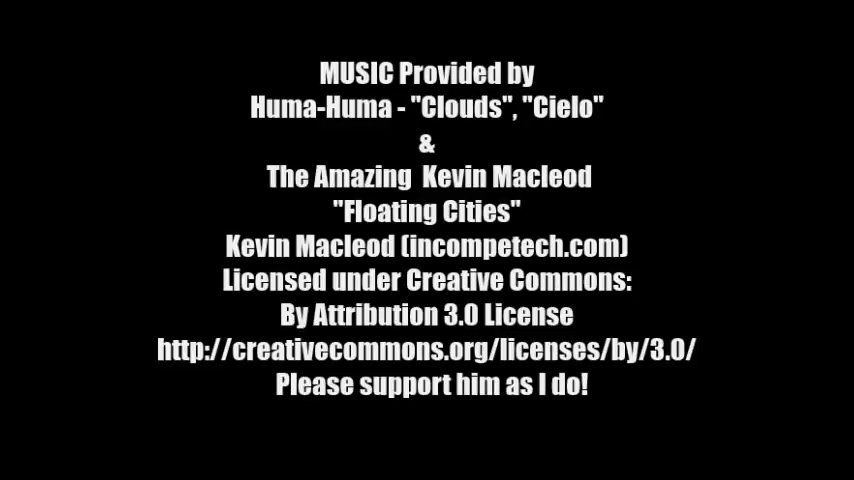 MUSIC Provided by
Huma-Huma - "Clouds", "Cielo"
&
The Amazing  Kevin Macleod
"Floating Cities"
Kevin Macleod (incompetech.com)
Licensed under Creative Commons:
By Attribution 3.0 License
http://creativecommons.org/licenses/by/3.0/
Please support him as I do!